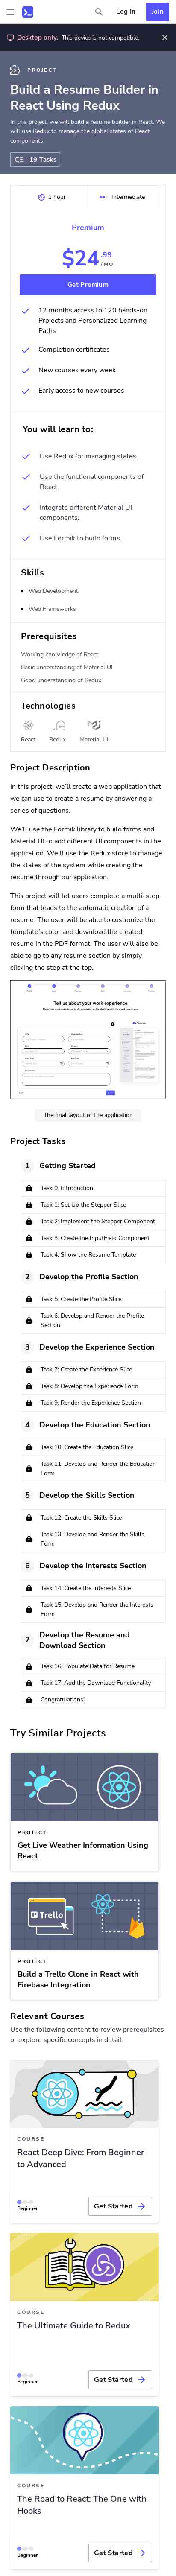 Log In
Join
Desktop only. This device is not compatible.
PROJECT
Build a Resume Builder in
React Using Redux
In this project, we will build a resume builder in React. We
will use Redux to manage the global states of React
components.
19 Tasks
1 hour
Intermediate
Premium
$24.99
/MO
Get Premium
12 months access to 120 hands-on
Projects and Personalized Learning
Paths
Completion certificates
New courses every week
Early access to new courses
You will learn to:
Use Redux for managing states.
Use the functional components of
React.
Integrate different Material UI
components.
Use Formik to build forms.
Skills
Web Development
Web Frameworks
Prerequisites
Working knowledge of React
Basic understanding of Material UI
Good understanding of Redux
Technologies
React
Redux
Material UI
Project Description
In this project, we'll create a web application that
we can use to create a resume by answering a
series of questions.
We'll use the Formik library to build forms and
Material UI to add different UI components in the
application. We'll use the Redux store to manage
the states of the system while creating the
resume through our application.
This project will let users complete a multi-step
form that leads to the automatic creation of a
resume. The user will be able to customize the
template's color and download the created
resume in the PDF format. The user will also be
able to go to any resume section by simply
clicking the step at the top.
Tell us about your work experience
The final layout of the application
Project Tasks
1
Getting Started
Task 0: Introduction
Task 1: Set Up the Stepper Slice
Task 2: Implement the Stepper Component
Task 3: Create the InputField Component
Task 4: Show the Resume Template
2
Develop the Profile Section
Task 5: Create the Profile Slice
Task 6: Develop and Render the Profile
Section
3
Develop the Experience Section
Task 7: Create the Experience Slice
Task 8: Develop the Experience Form
Task 9: Render the Experience Section
4
Develop the Education Section
Task 10: Create the Education Slice
Task 11: Develop and Render the Education
Form
5
Develop the Skills Section
Task 12: Create the Skills Slice
Task 13: Develop and Render the Skills
Form
6
Develop the Interests Section
Task 14: Create the Interests Slice
Task 15: Develop and Render the Interests
Form
7
Develop the Resume and
Download Section
Task 16: Populate Data for Resume
Task 17: Add the Download Functionality
Congratulations!
Try Similar Projects
PROJECT
Get Live Weather Information Using
React
Trello
PROJECT
Build a Trello Clone in React with
Firebase Integration
Relevant Courses
Use the following content to review prerequisites
or explore specific concepts in detail.
COURSE
React Deep Dive: From Beginner
to Advanced
Beginner
Get Started
COURSE
The Ultimate Guide to Redux
Beginner
Get Started
COURSE
The Road to React: The One with
Hooks
Beginner
Get Started